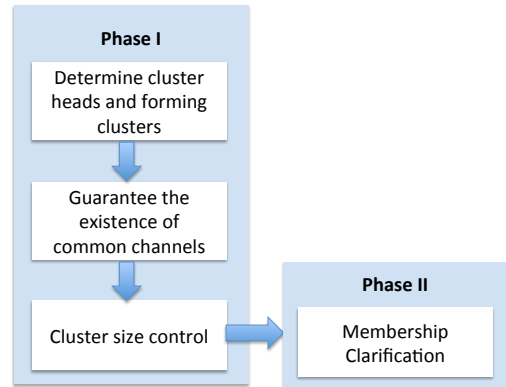 Phase I
Determine cluster
heads and forming
clusters
Guarantee the
existence of
common channels
Cluster size control
Phase II
Membership
Clarification